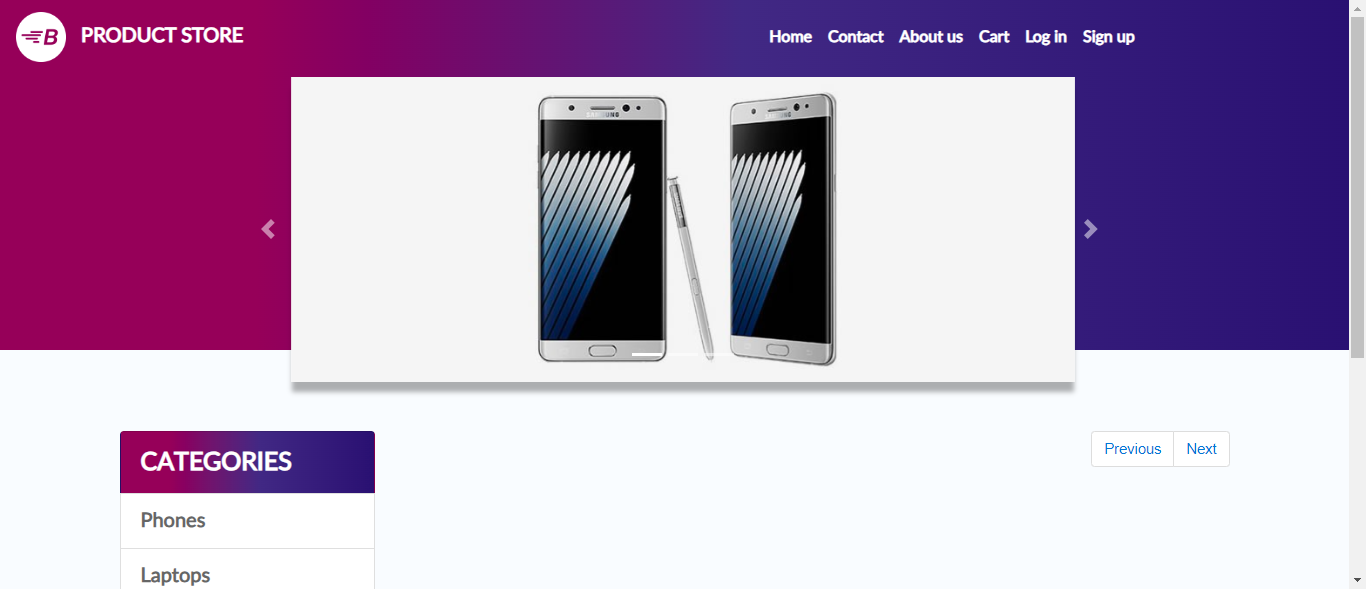 B PRODUCT STORE
Home Contact About us Cart Log in Sign up
SAMSUNG SAMSUNG
CATEGORIES
Previous Next
Phones
Laptops